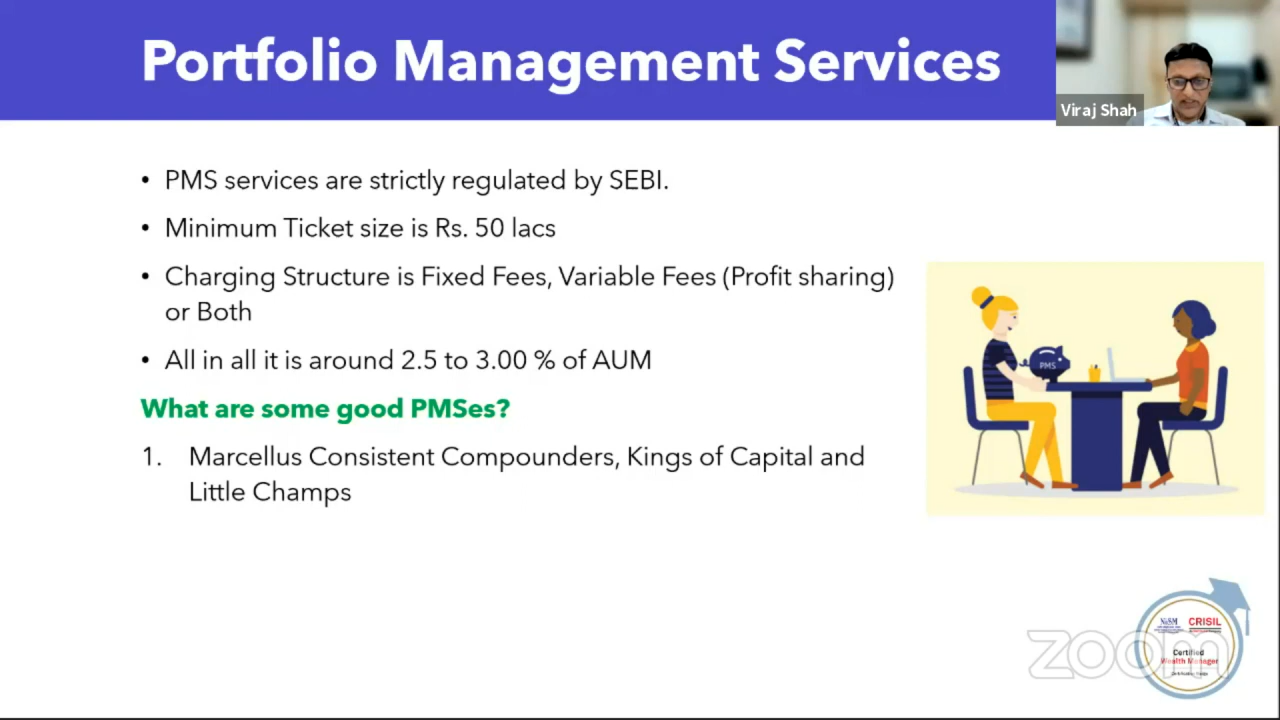 Portfolio Management Services
Viraj Shah
• PMS services are strictly regulated by SEBI.
• Minimum Ticket size is Rs. 50 lacs
• Charging Structure is Fixed Fees, Variable Fees (Profit sharing)
or Both
• All in all it is around 2.5 to 3.00 % of AUM
What are some good PMSes?
1. Marcellus Consistent Compounders, Kings of Capital and
Little Champs
PMS
NISM
CRISIL
Certified
Wealth Manager
zoom